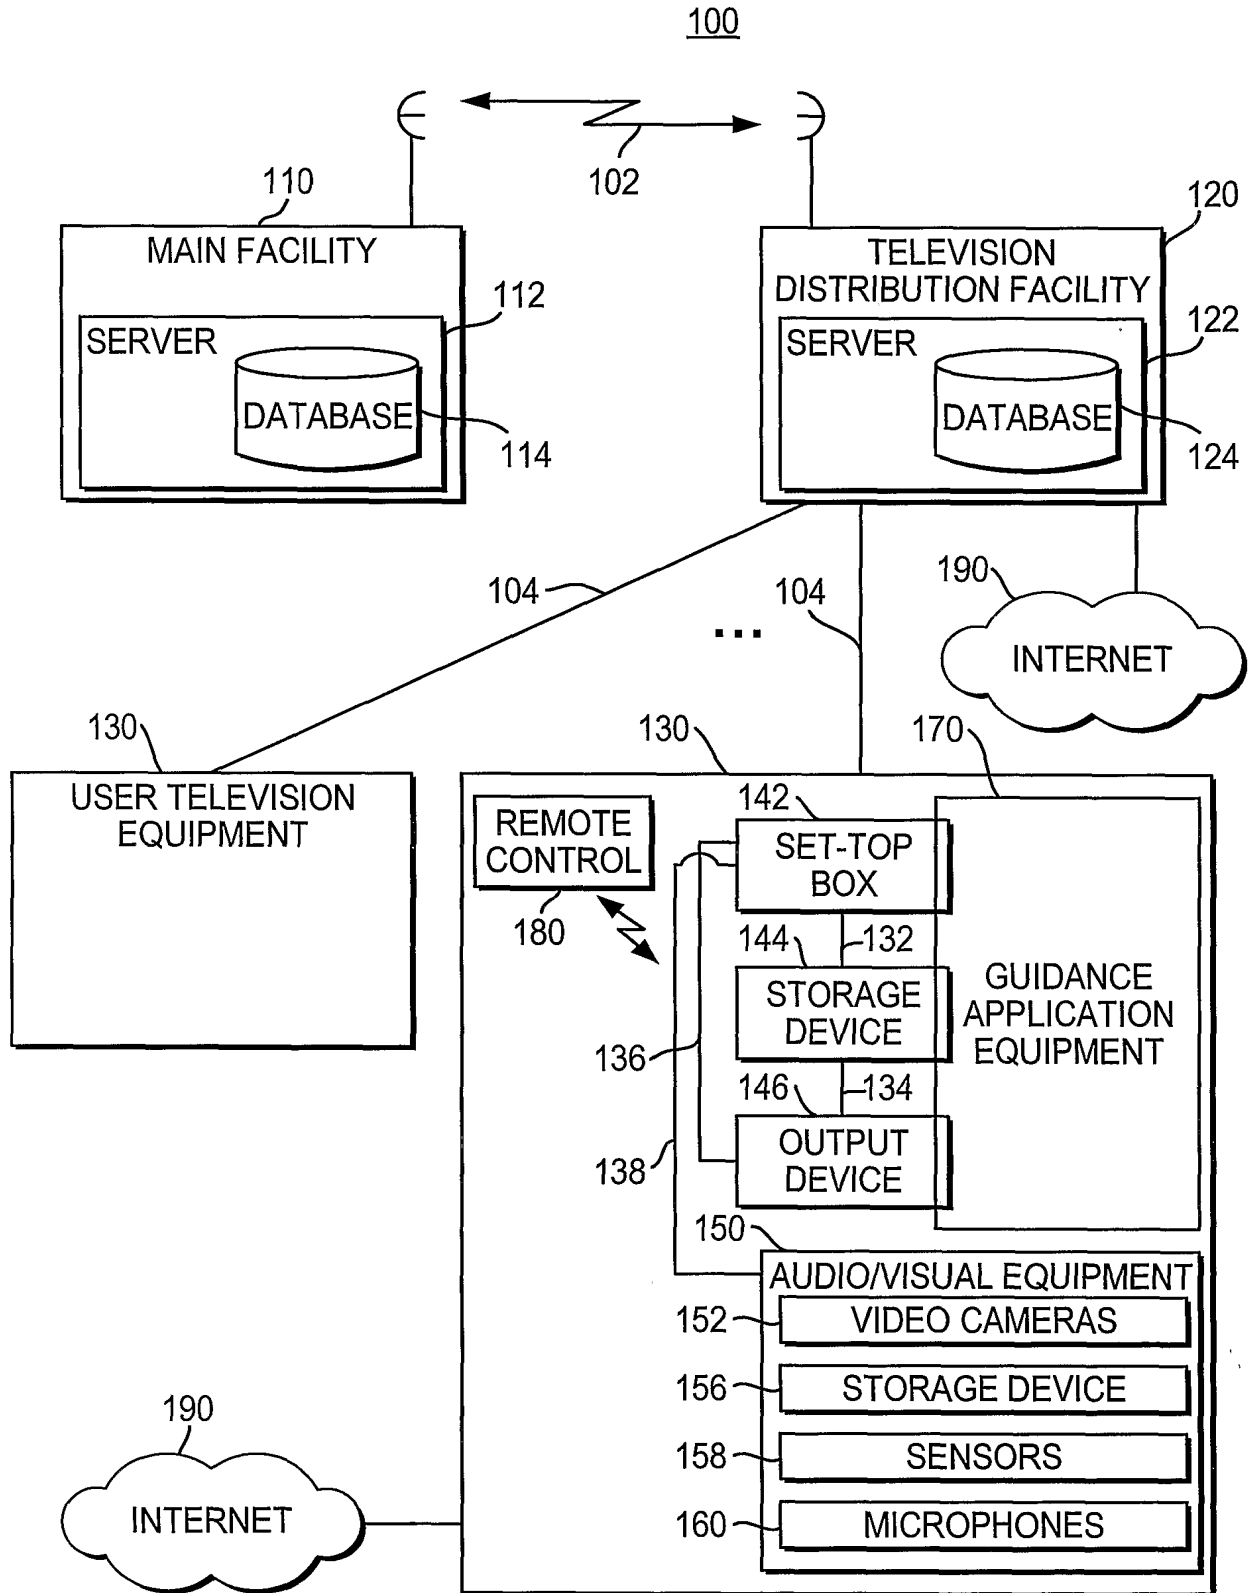 100
102
110
120
MAIN FACILITY
TELEVISION
DISTRIBUTION FACILITY
112
122
SERVER
SERVER
DATABASE
DATABASE
114
124
104
104
190
...
INTERNET
130
130
170
USER TELEVISION
EQUIPMENT
REMOTE
CONTROL
180
142
SET-TOP
BOX
132
144
STORAGE
DEVICE
GUIDANCE
APPLICATION
EQUIPMENT
136
134
146
OUTPUT
DEVICE
138
150
AUDIO/VISUAL EQUIPMENT
152
VIDEO CAMERAS
156
STORAGE DEVICE
158
SENSORS
160
MICROPHONES
190
INTERNET